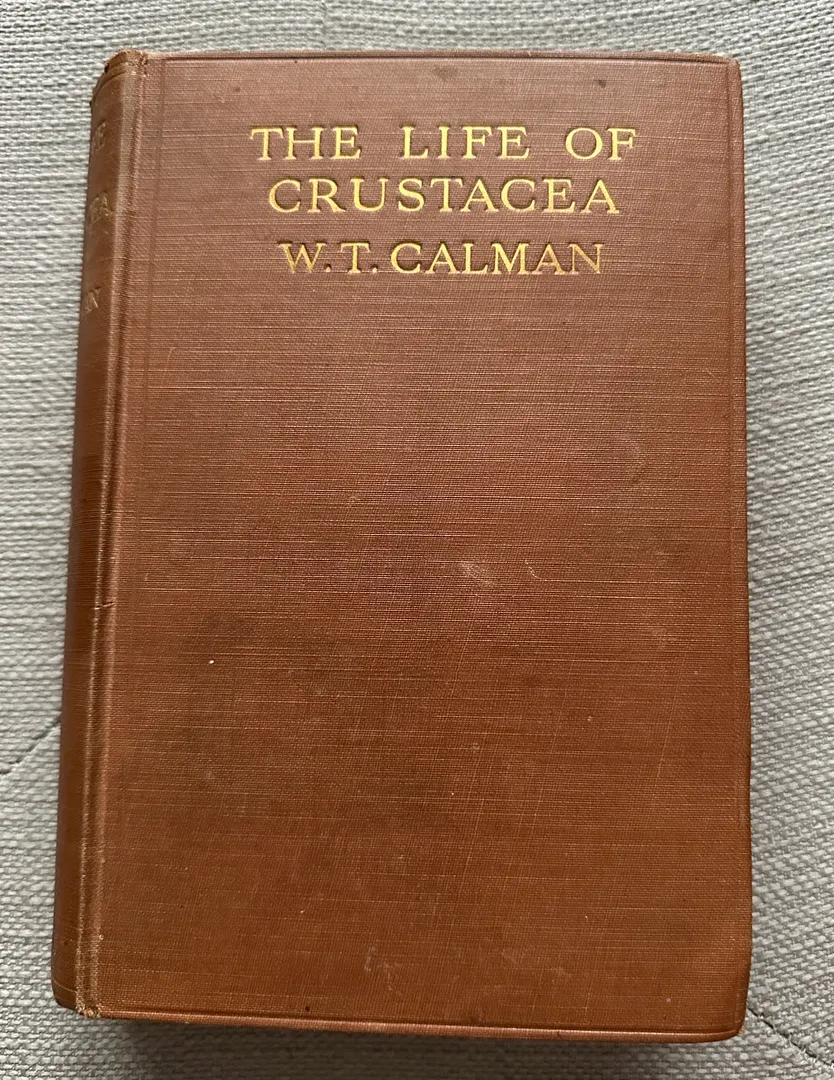 THE LIFE OF
CRUSTACEA
W.T. CALMAN